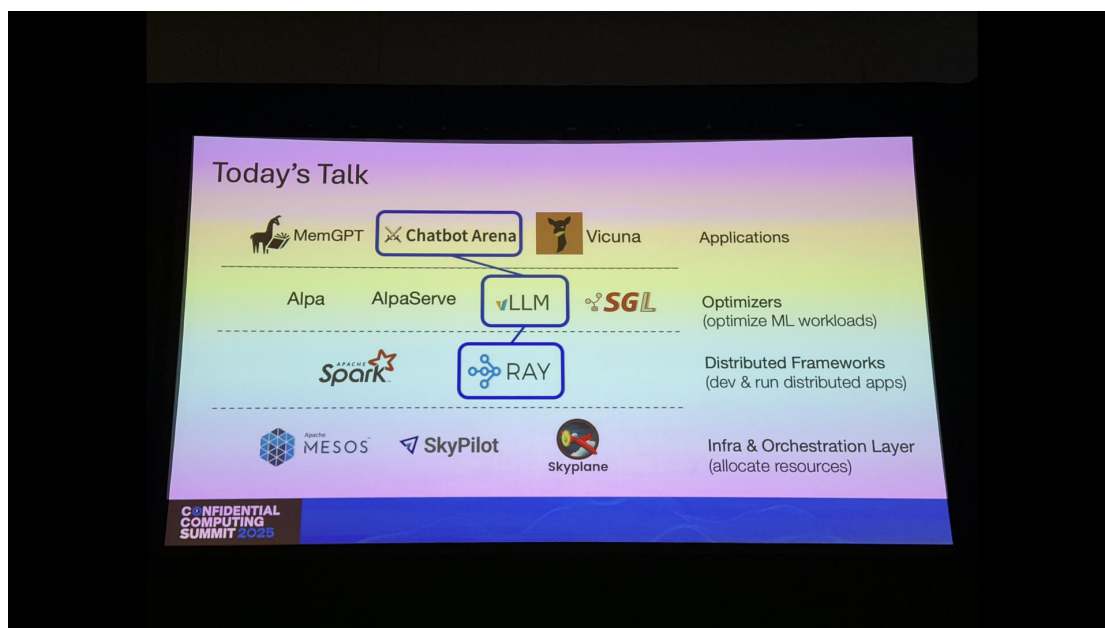 Today's Talk
MemGPT
Chatbot Arena
Vicuna
Applications
Alpa
AlpaServe
vLLM
SGL
Optimizers
(optimize ML workloads)
APACHE
Spark
RAY
Distributed Frameworks
(dev & run distributed apps)
Apache
MESOS
SkyPilot
Skyplane
Infra & Orchestration Layer
(allocate resources)
CONFIDENTIAL
COMPUTING
SUMMIT 2025